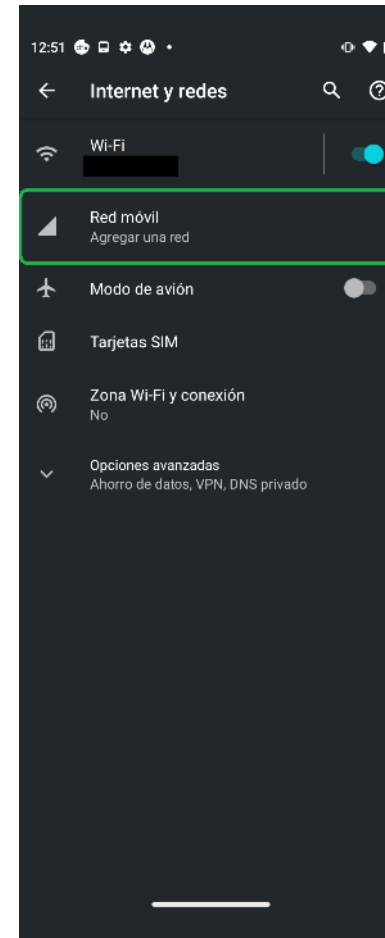 12:51
Internet y redes
Wi-Fi
Red móvil
Agregar una red
Modo de avión
Tarjetas SIM
Zona Wi-Fi y conexión
No
Opciones avanzadas
Ahorro de datos, VPN, DNS privado